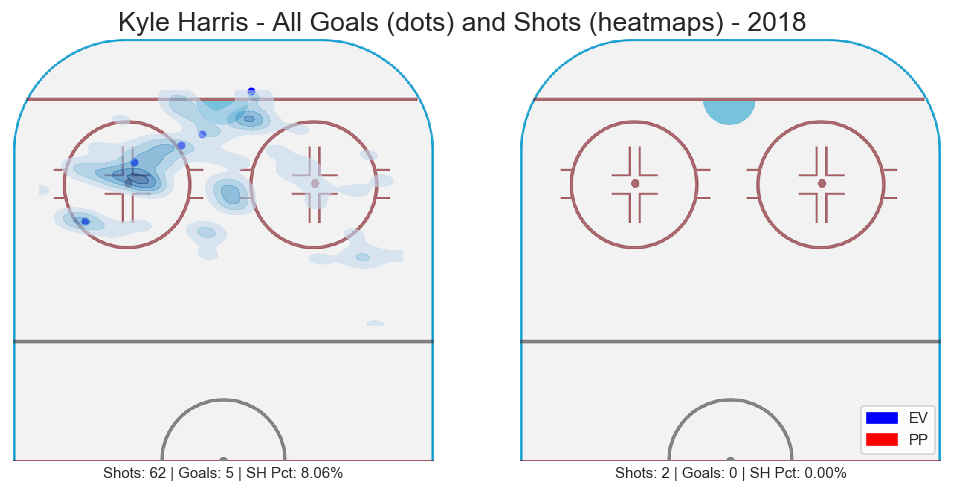 Kyle Harris - All Goals (dots) and Shots (heatmaps) - 2018
EV
PP
Shots: 62 | Goals: 5 | SH Pct: 8.06%
Shots: 2 | Goals: 0 | SH Pct: 0.00%